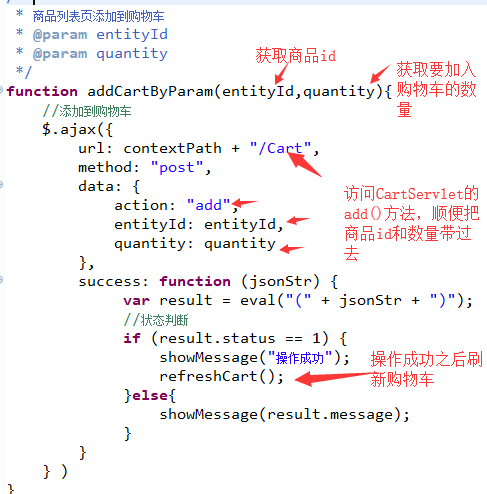 * 商品列表页添加到购物车
* @param entityId
* @param quantity
*/
获取商品id
获取要加入
购物车的数
量
function addCartByParam(entityId,quantity){
//添加到购物车
$.ajax({
url: contextPath + "/Cart",
method: "post",
data: {
action: "add",
entityId: entityId,
quantity: quantity
},
访问CartServlet的
add()方法，顺便把
商品id和数量带过
去
success: function (jsonStr) {
var result = eval("(" + jsonStr + ")");
//状态判断
if (result.status == 1) {
showMessage("操作成功");
refreshCart();
操作成功之后刷
新购物车
}else{
showMessage(result.message);
}
}
} )
}